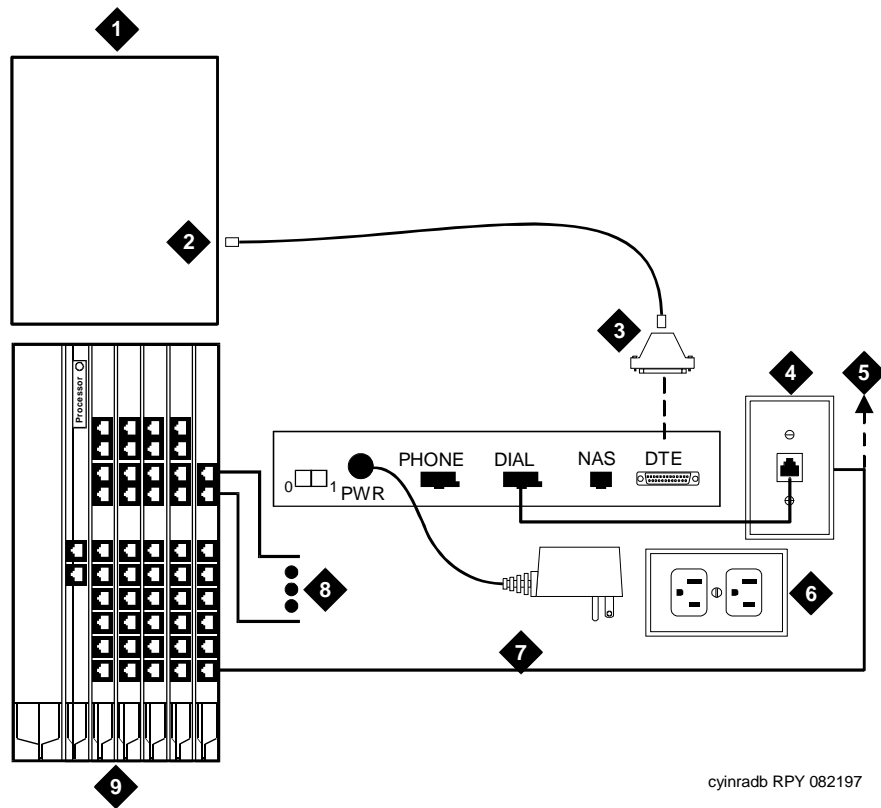 1
2
3
4
5
Processor
PHONE DIAL NAS DTE
0 1 PWR
6
8
7
9
cyinradb RPY 082197